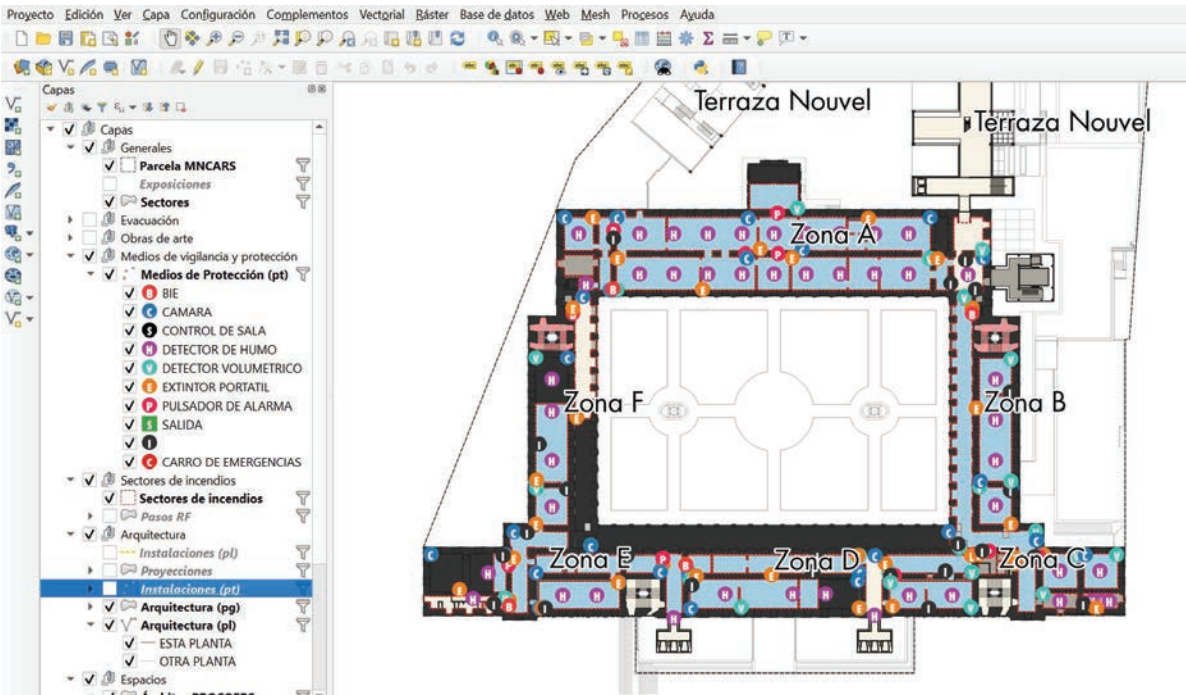 Proyecto Edición Ver Capa Configuración Complementos Vectorial Ráster Base de datos Web Mesh Procesos Ayuda
Capas
Capas
Generales
Parcela MNCARS
Exposiciones
Sectores
Evacuación
Obras de arte
Medios de vigilancia y protección
Medios de Protección (pt)
B BIE
C CAMARA
S CONTROL DE SALA
H DETECTOR DE HUMO
V DETECTOR VOLUMETRICO
E EXTINTOR PORTATIL
P PULSADOR DE ALARMA
S SALIDA
I
C CARRO DE EMERGENCIAS
Sectores de incendios
Sectores de incendios
Pasos RF
Arquitectura
Instalaciones (pl)
Proyecciones
Instalaciones (pt)
Arquitectura (pg)
Arquitectura (pl)
ESTA PLANTA
OTRA PLANTA
Espacios
Terraza Nouvel
Terraza Nouvel
Zona A
Zona F
Zona B
Zona E
Zona D
Zona C